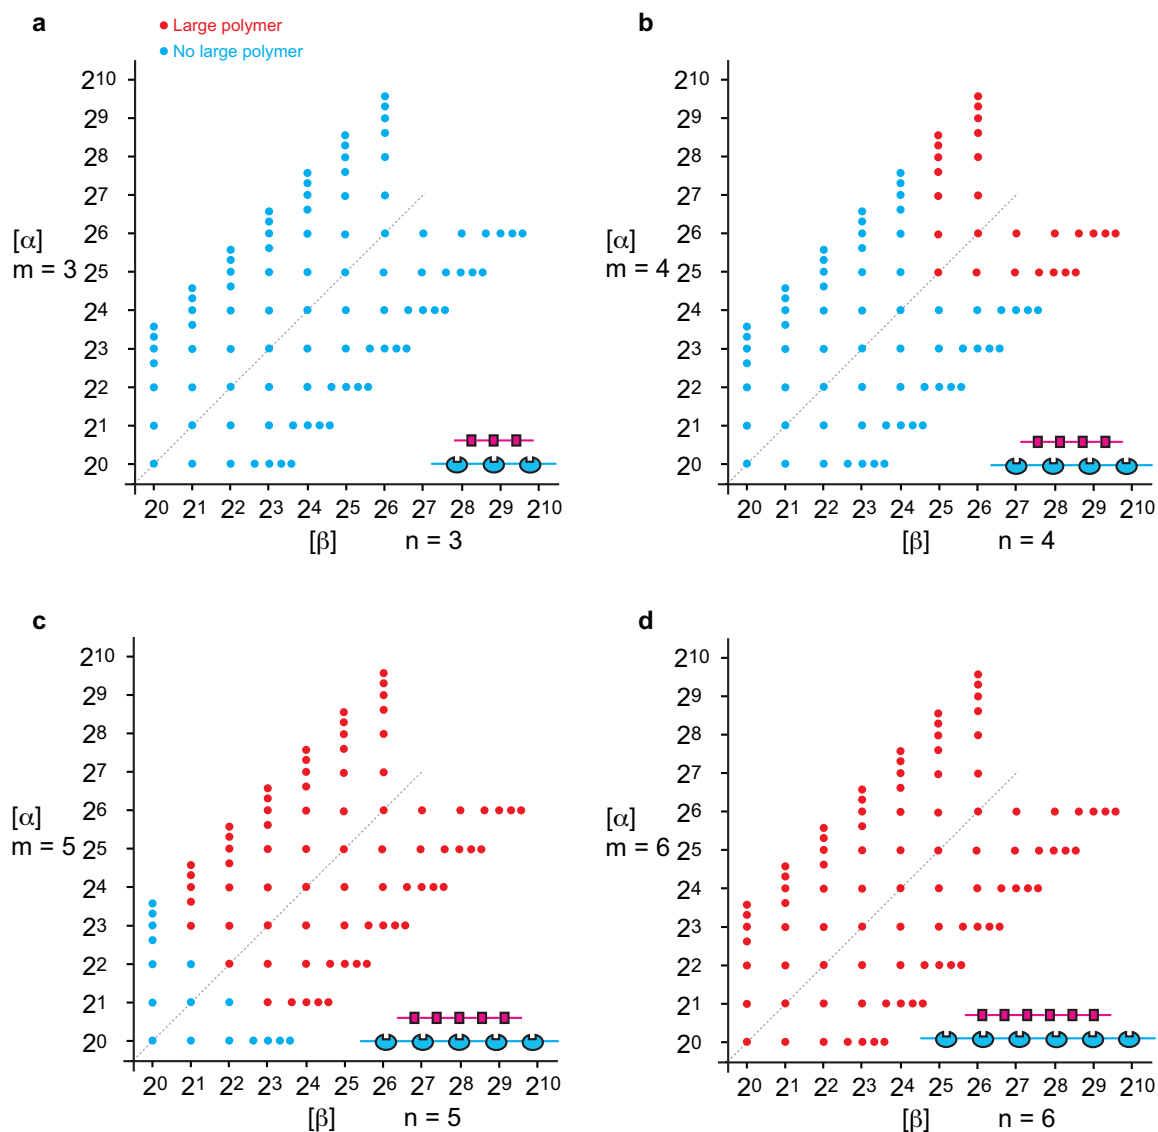 a
Large polymer
No large polymer
2¹⁰
2⁹
2⁸
2⁷
2⁶
2⁵
2⁴
2³
2²
2¹
2⁰
[α]
m = 3
2⁰ 2¹ 2² 2³ 2⁴ 2⁵ 2⁶ 2⁷ 2⁸ 2⁹ 2¹⁰
[β] n = 3
b
2¹⁰
2⁹
2⁸
2⁷
2⁶
2⁵
2⁴
2³
2²
2¹
2⁰
[α]
m = 4
2⁰ 2¹ 2² 2³ 2⁴ 2⁵ 2⁶ 2⁷ 2⁸ 2⁹ 2¹⁰
[β] n = 4
c
2¹⁰
2⁹
2⁸
2⁷
2⁶
2⁵
2⁴
2³
2²
2¹
2⁰
[α]
m = 5
2⁰ 2¹ 2² 2³ 2⁴ 2⁵ 2⁶ 2⁷ 2⁸ 2⁹ 2¹⁰
[β] n = 5
d
2¹⁰
2⁹
2⁸
2⁷
2⁶
2⁵
2⁴
2³
2²
2¹
2⁰
[α]
m = 6
2⁰ 2¹ 2² 2³ 2⁴ 2⁵ 2⁶ 2⁷ 2⁸ 2⁹ 2¹⁰
[β] n = 6